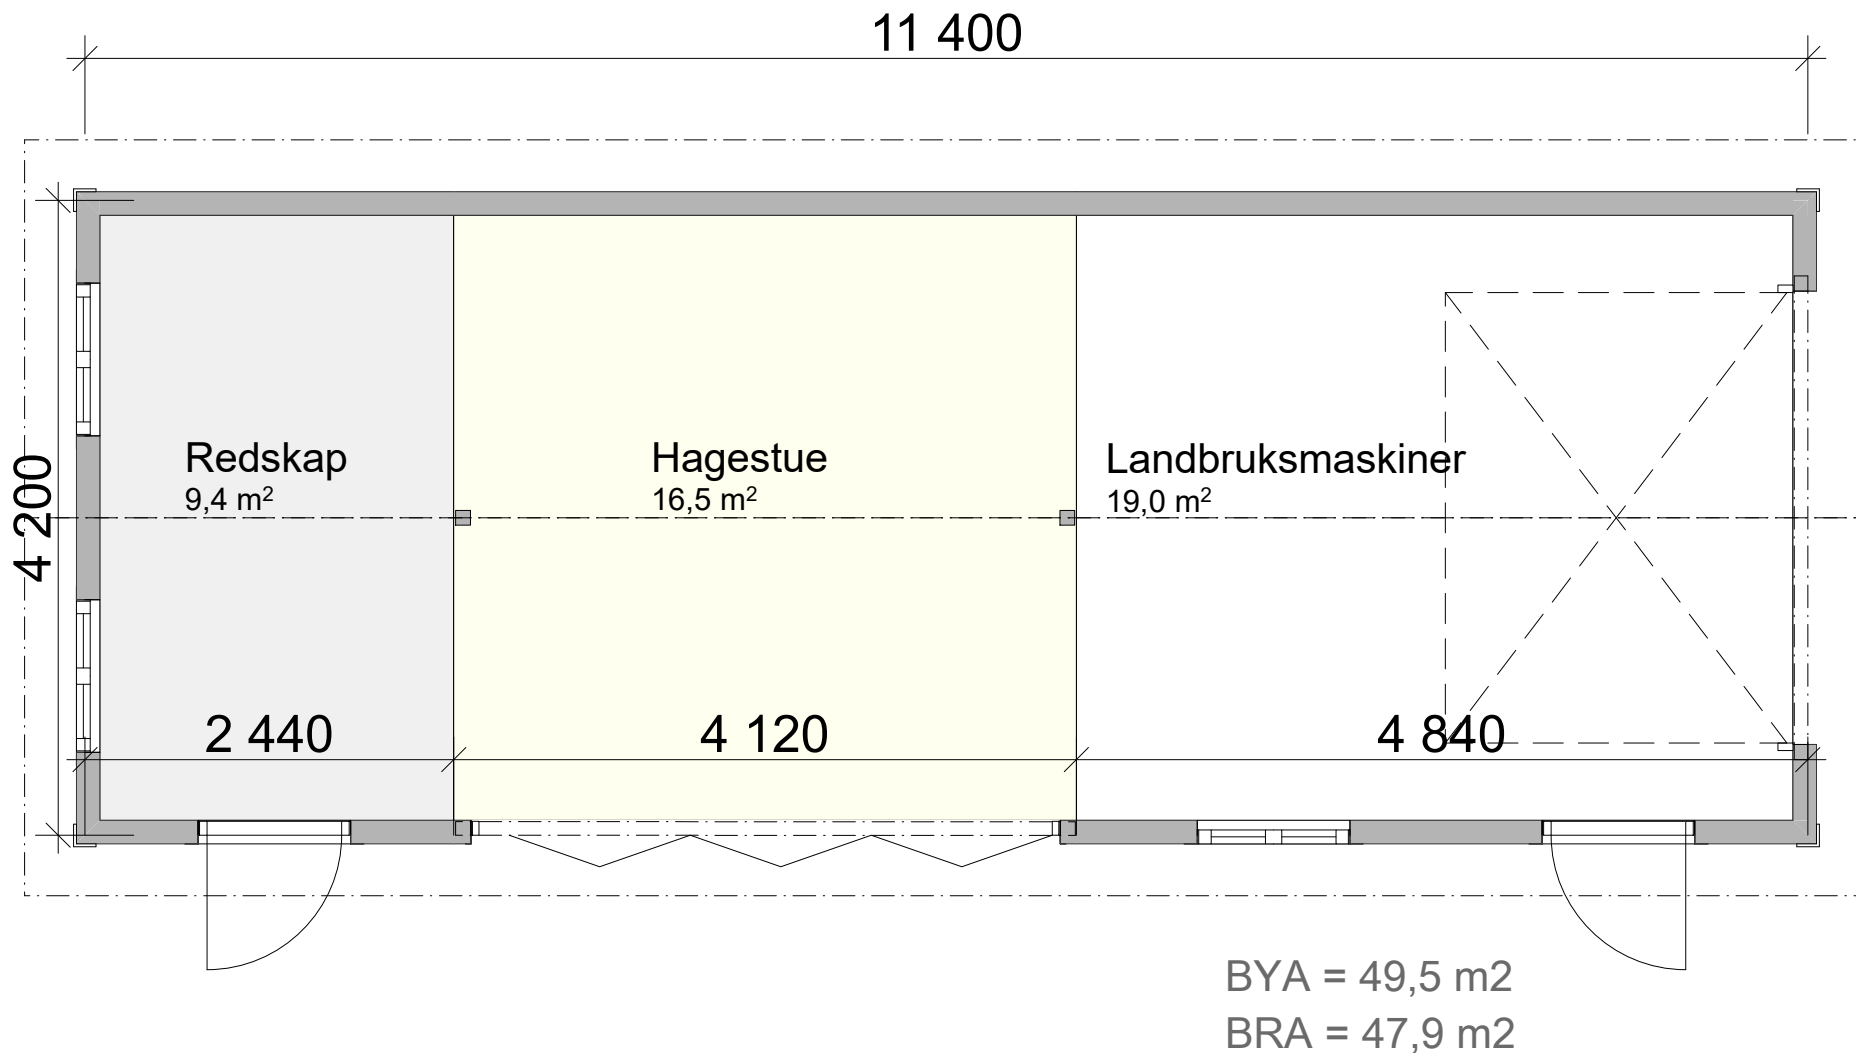 11 400
4 200
Redskap
9,4 m²
Hagestue
16,5 m²
Landbruksmaskiner
19,0 m²
2 440
4 120
4 840
BYA = 49,5 m2
BRA = 47,9 m2